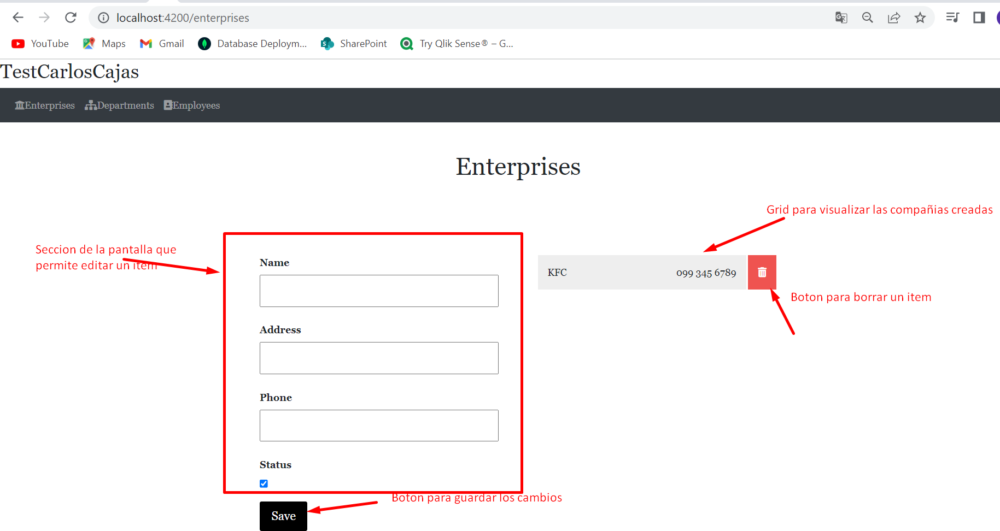 localhost:4200/enterprises
YouTube Maps Gmail Database Deploym... SharePoint Try Qlik Sense® – G...
TestCarlosCajas
Enterprises Departments Employees
Enterprises
Grid para visualizar las compañias creadas
Seccion de la pantalla que
permite editar un item
Name
KFC 099 345 6789
Boton para borrar un item
Address
Phone
Status
Boton para guardar los cambios
Save